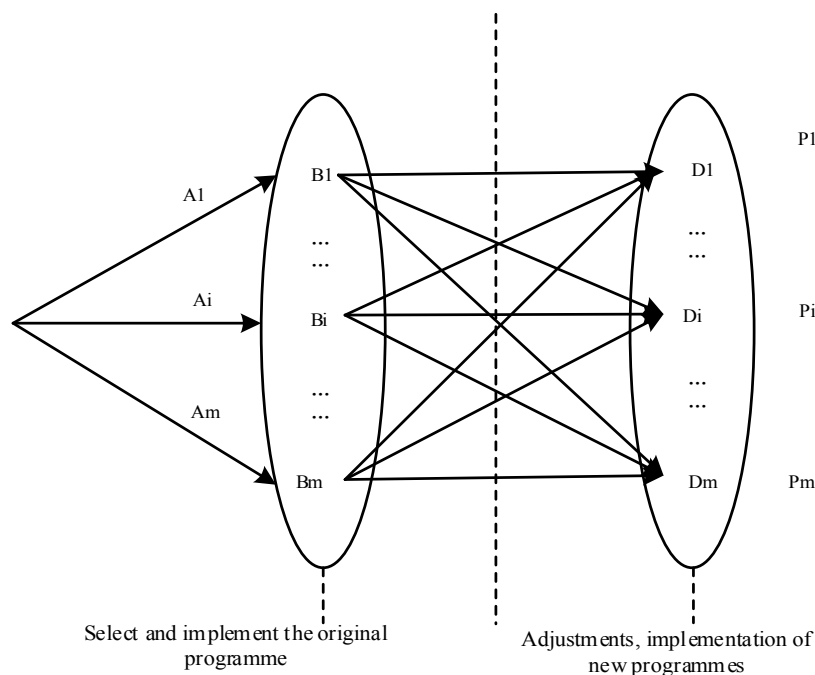 P1
A1
B1
D1
...
...
...
...
Ai
Bi
Di
Pi
...
...
...
...
Am
Bm
Dm
Pm
Select and implement the original
programme
Adjustments, implementation of
new programmes